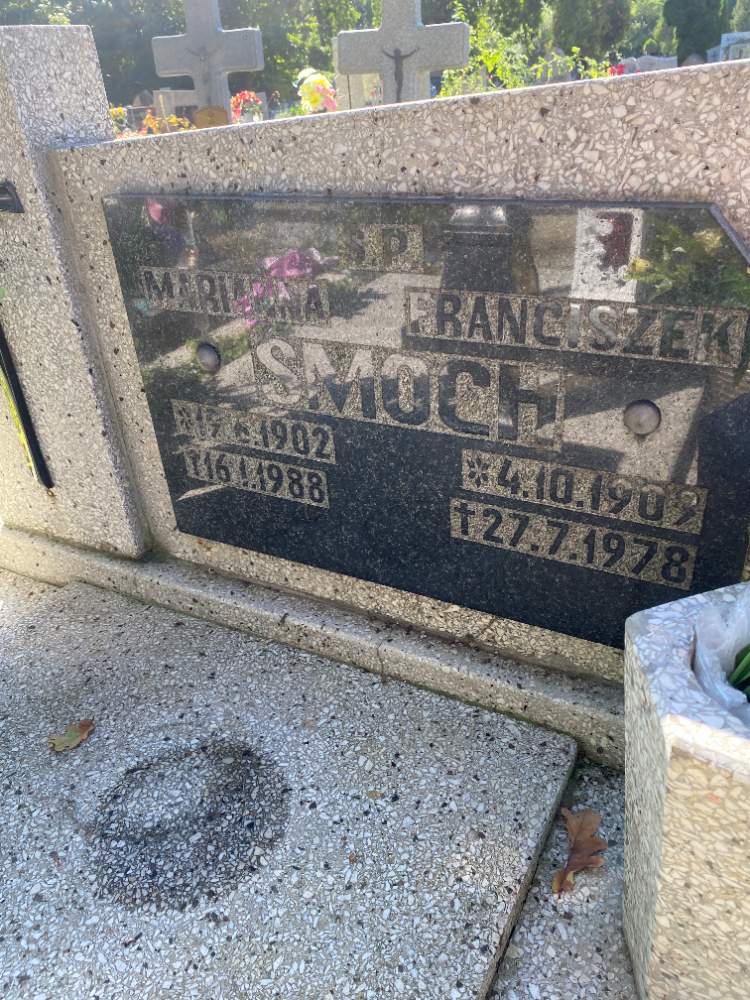 ŚP
MARIANNA
FRANCISZEK
SMOCH
1902
†16.1.1988
*4.10.1909
†27.7.1978